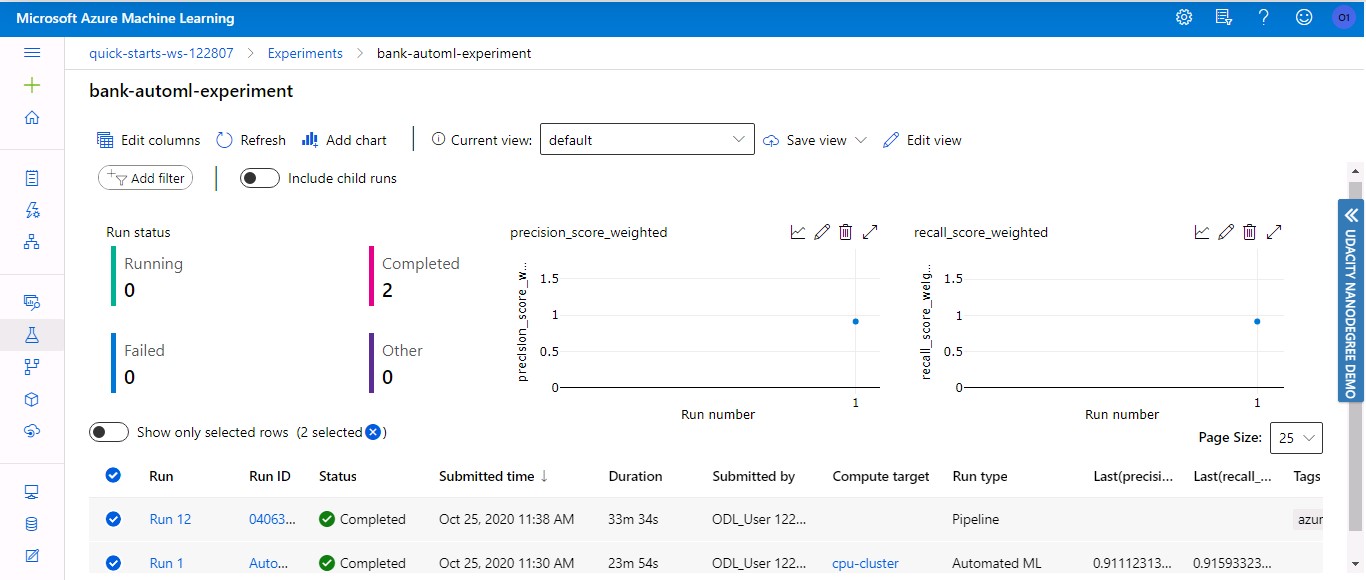 Microsoft Azure Machine Learning
O1
quick-starts-ws-122807 > Experiments > bank-automl-experiment
bank-automl-experiment
Edit columns Refresh Add chart Current view: default Save view Edit view
Add filter Include child runs
Run status
Running
0
Completed
2
Failed
0
Other
0
precision_score_weighted
precision_score_w...
1.5
1
0.5
0
1
Run number
recall_score_weighted
recall_score_weig...
1.5
1
0.5
0
1
Run number
UDACITY NANODEGREE DEMO
Show only selected rows (2 selected )
Page Size: 25
Run Run ID Status Submitted time ↓ Duration Submitted by Compute target Run type Last(precisi... Last(recall_... Tags
Run 12 04063... Completed Oct 25, 2020 11:38 AM 33m 34s ODL_User 122... Pipeline azur
Run 1 Auto... Completed Oct 25, 2020 11:30 AM 23m 54s ODL_User 122... cpu-cluster Automated ML 0.91112313... 0.91593323...